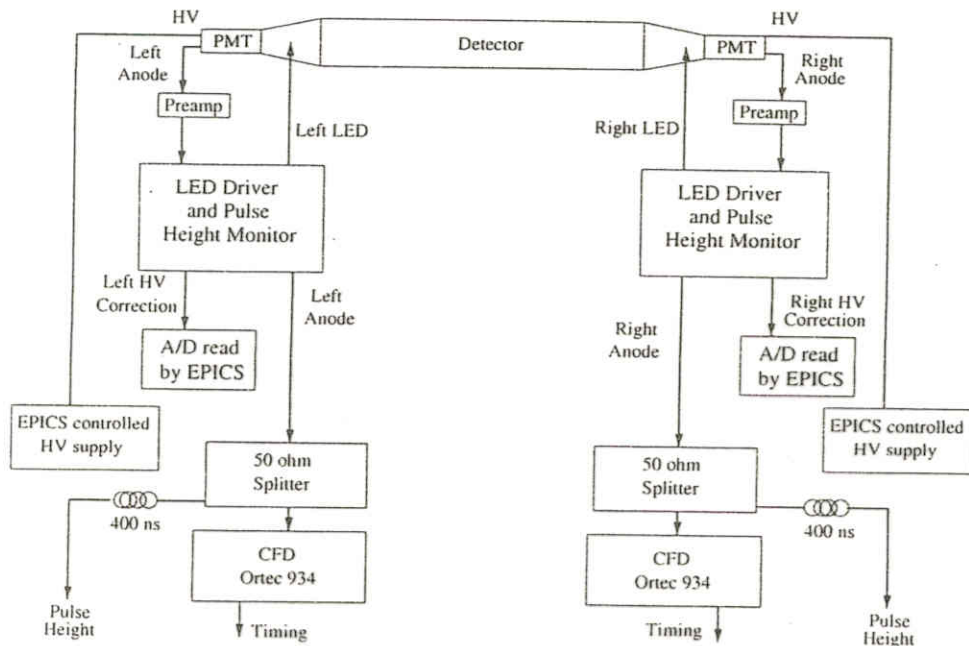 HV
HV
PMT
Detector
PMT
Left
Anode
Right
Anode
Preamp
Preamp
Left LED
Right LED
LED Driver
and Pulse
Height Monitor
LED Driver
and Pulse
Height Monitor
Left HV
Correction
Left
Anode
Right
Anode
Right HV
Correction
A/D read
by EPICS
A/D read
by EPICS
EPICS controlled
HV supply
EPICS controlled
HV supply
50 ohm
Splitter
50 ohm
Splitter
400 ns
400 ns
CFD
Ortec 934
CFD
Ortec 934
Pulse
Height
Timing
Timing
Pulse
Height